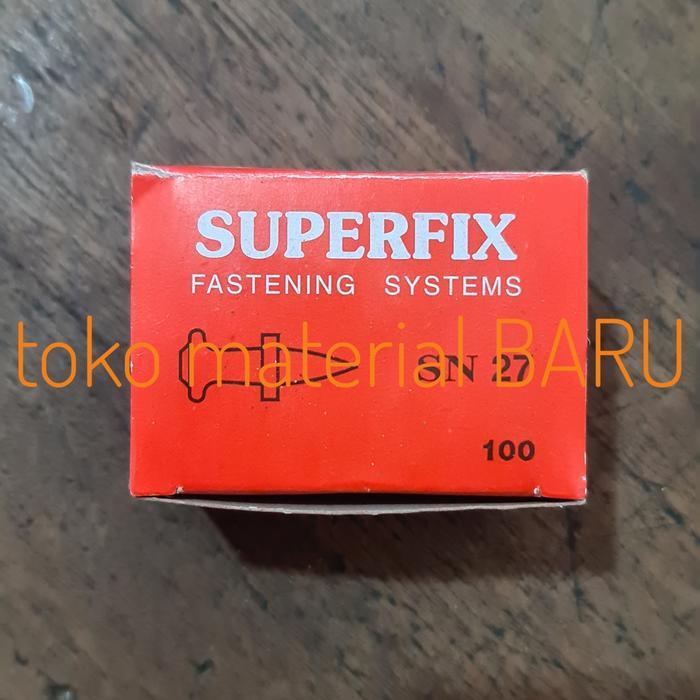 SUPERFIX
FASTENING SYSTEMS
toko material BARU
SN 27
100